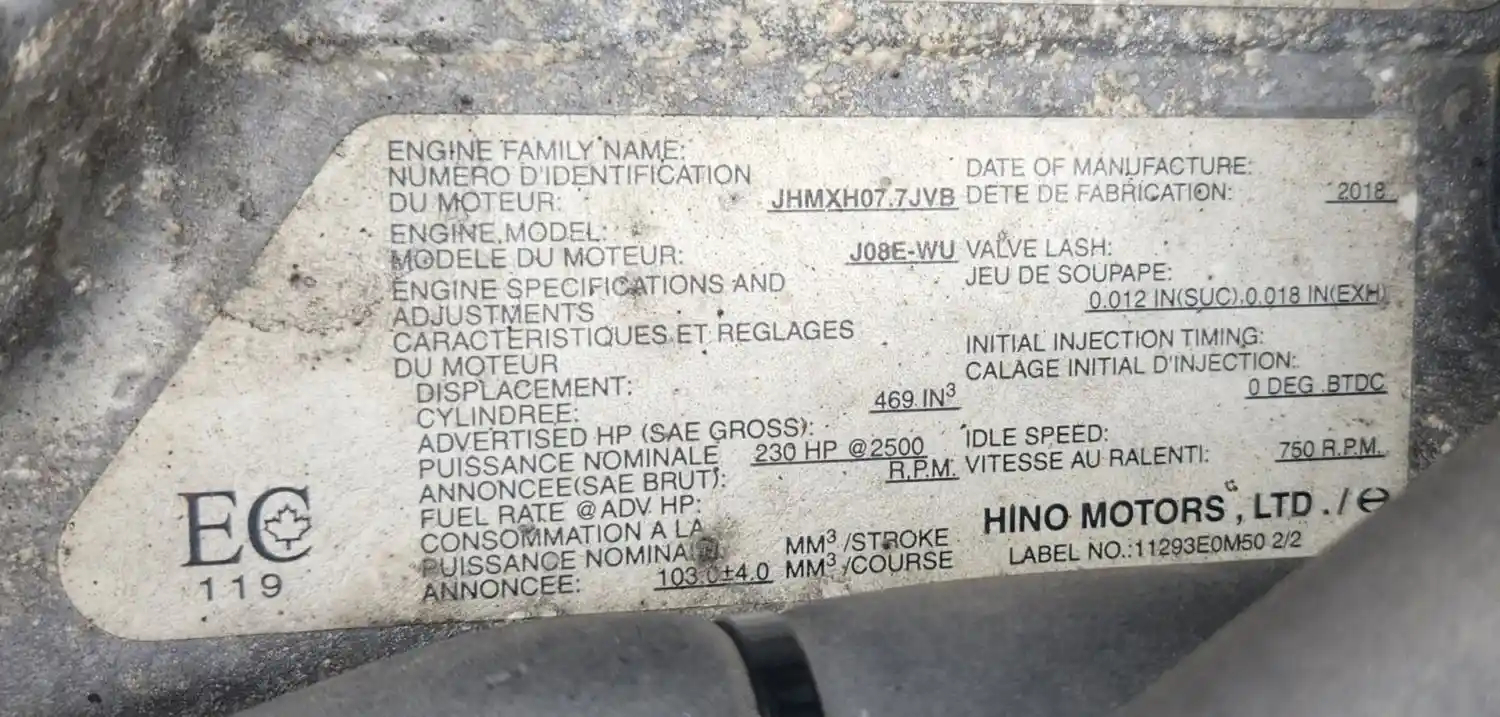 ENGINE FAMILY NAME:
NUMERO D'IDENTIFICATION
DU MOTEUR: JHMXH07.7JVB
ENGINE MODEL:
MODELE DU MOTEUR: J08E-WU
ENGINE SPECIFICATIONS AND
ADJUSTMENTS
CARACTERISTIQUES ET REGLAGES
DU MOTEUR
DISPLACEMENT:
CYLINDREE: 469 IN³
ADVERTISED HP (SAE GROSS):
PUISSANCE NOMINALE 230 HP @2500
ANNONCEE(SAE BRUT): R.P.M.
FUEL RATE @ADV HP:
CONSOMMATION A LA
PUISSANCE NOMINA MM³/STROKE
ANNONCEE: 103.0±4.0 MM³/COURSE
DATE OF MANUFACTURE:
DETE DE FABRICATION: 2018
VALVE LASH:
JEU DE SOUPAPE:
0.012 IN(SUC).0.018 IN(EXH)
INITIAL INJECTION TIMING:
CALAGE INITIAL D'INJECTION:
0 DEG.BTDC
IDLE SPEED:
VITESSE AU RALENTI: 750 R.P.M.
HINO MOTORS, LTD./e
LABEL NO.:11293E0M50 2/2
EC
119